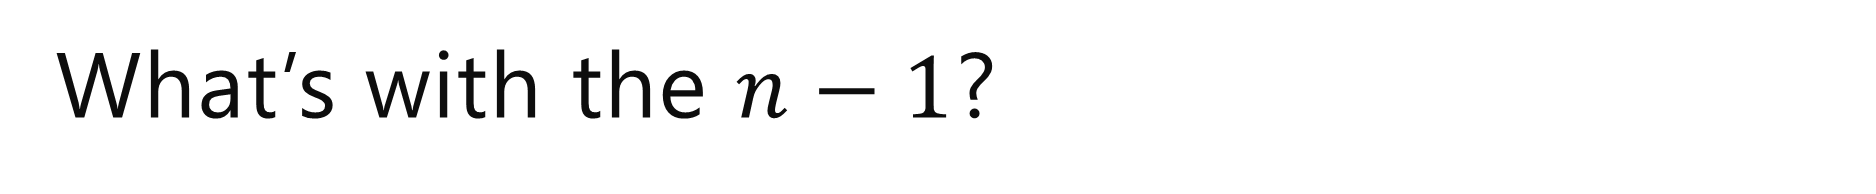 What's with the n − 1?